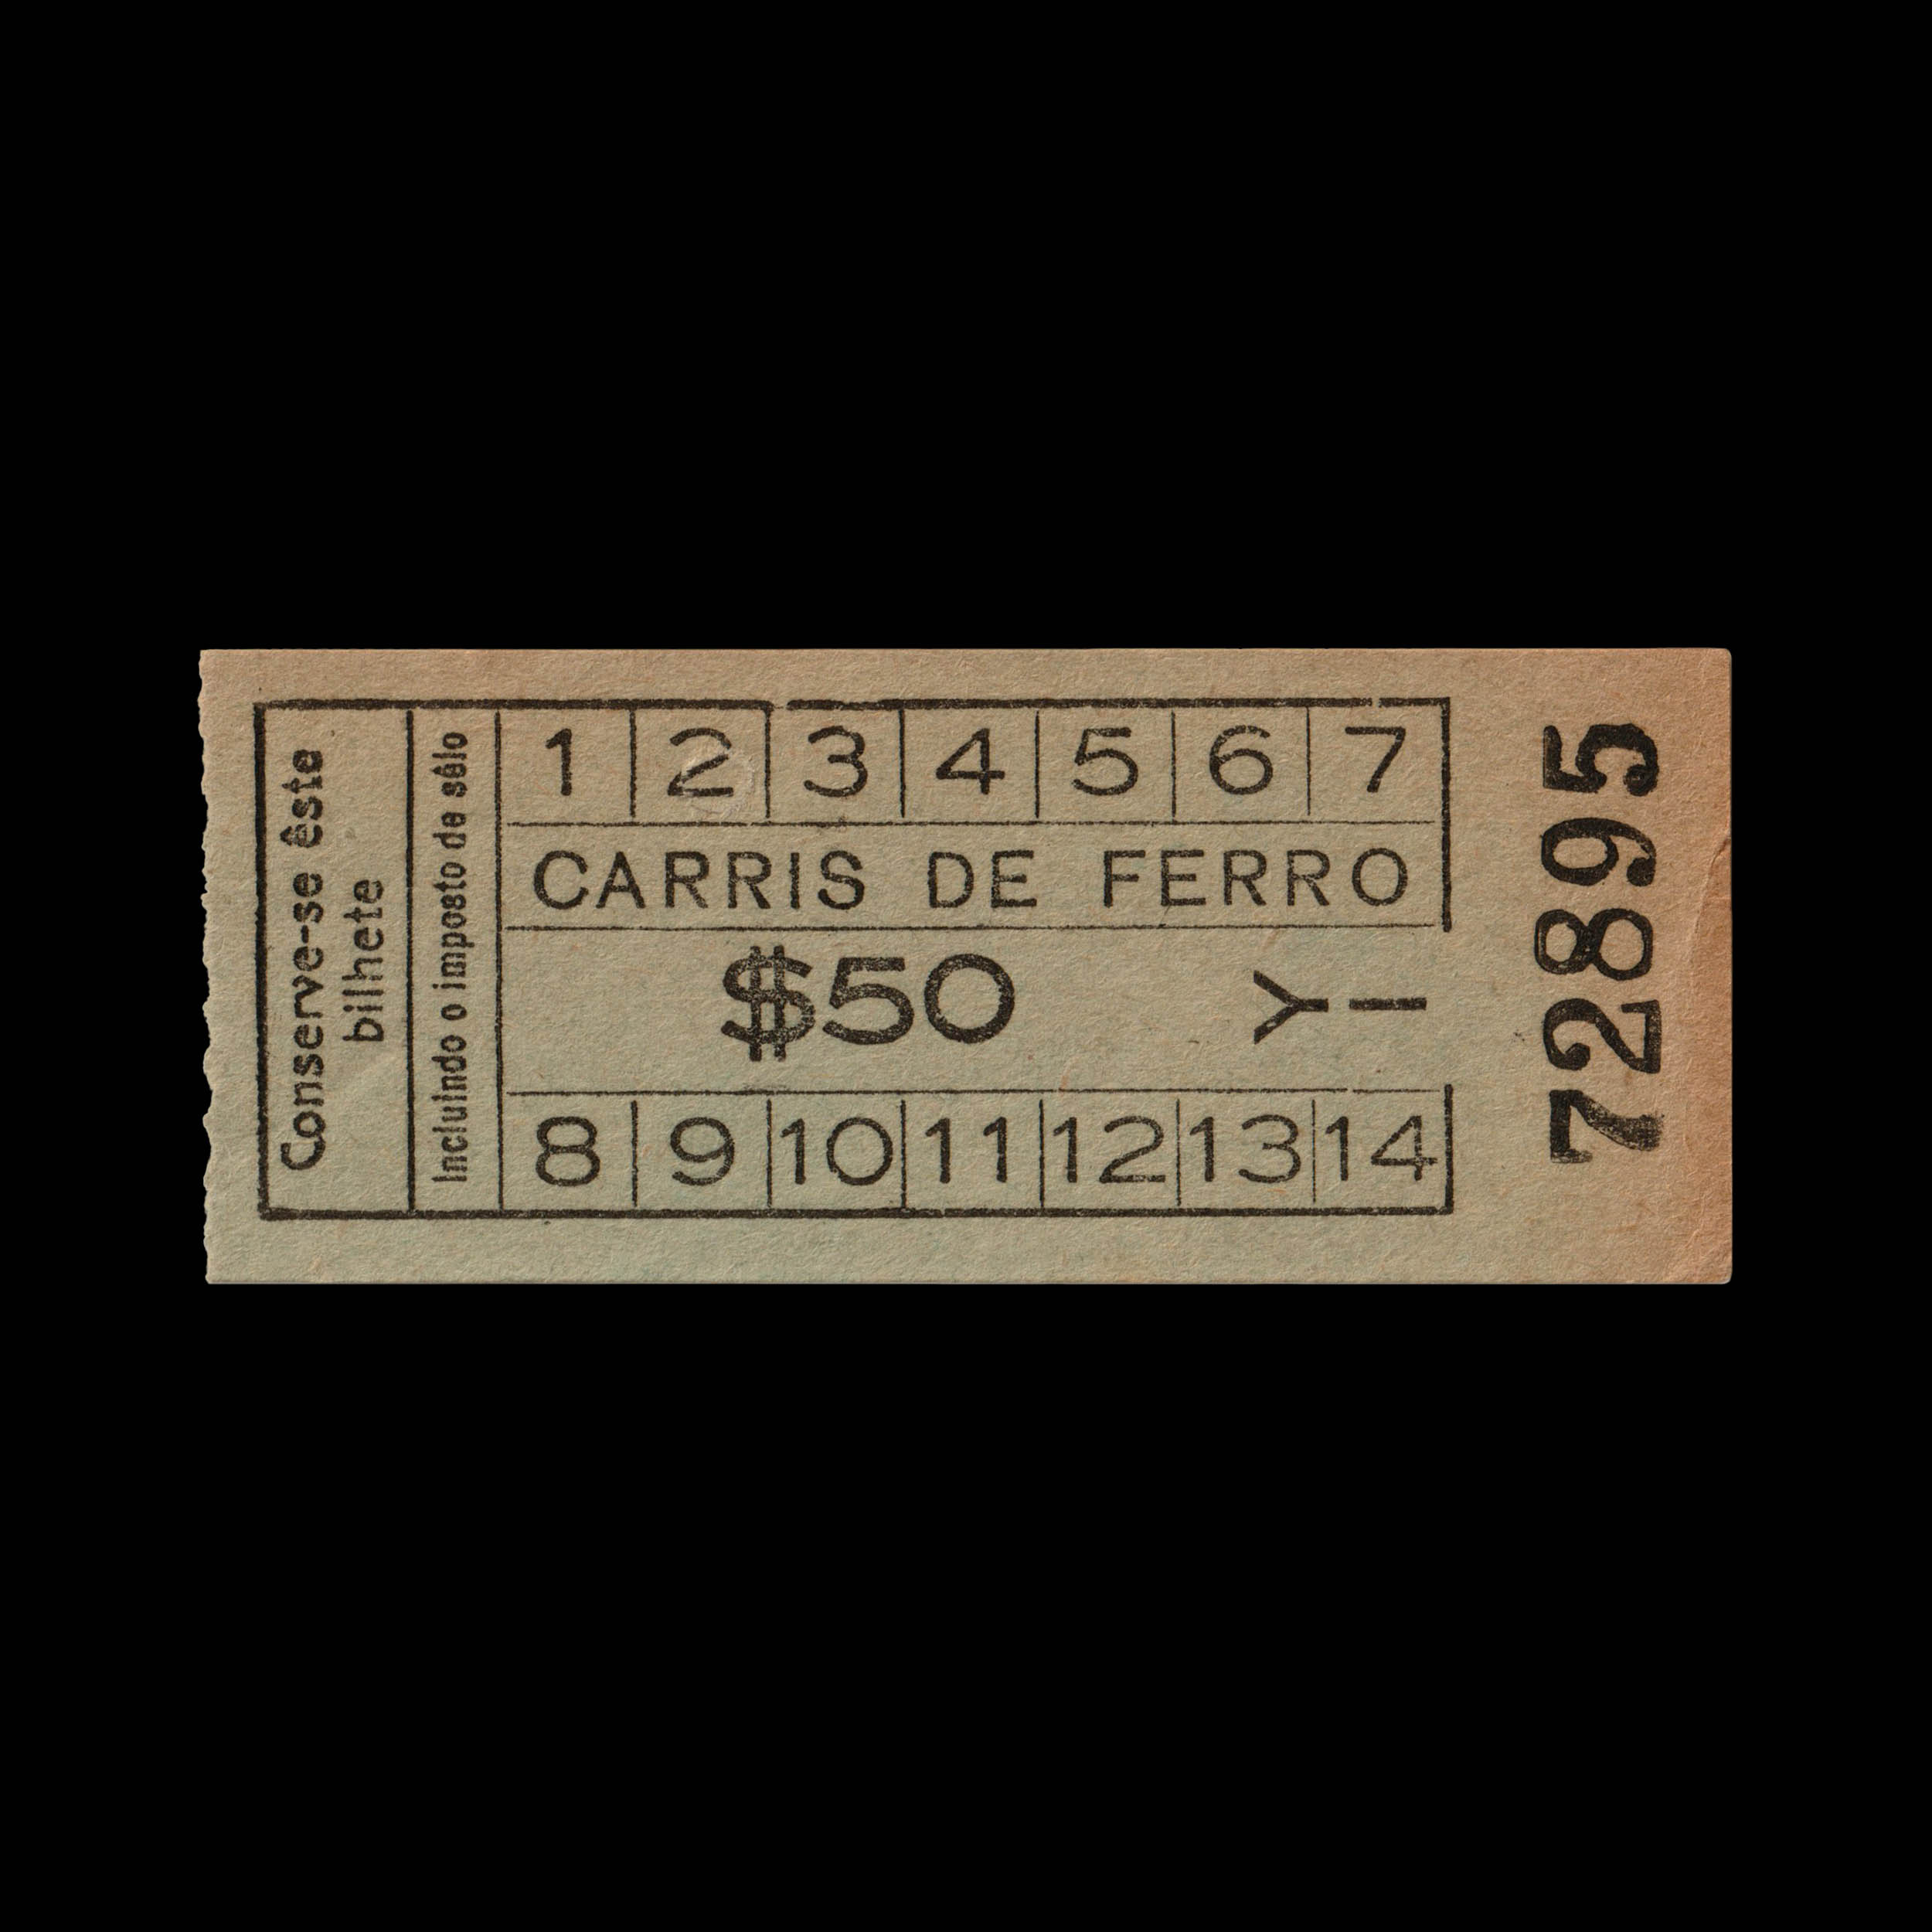 Conserve-se êste
bilhete
Incluindo o imposto de sêlo
1 2 3 4 5 6 7
CARRIS DE FERRO
$50
Y
I
8 9 10 11 12 13 14
72895